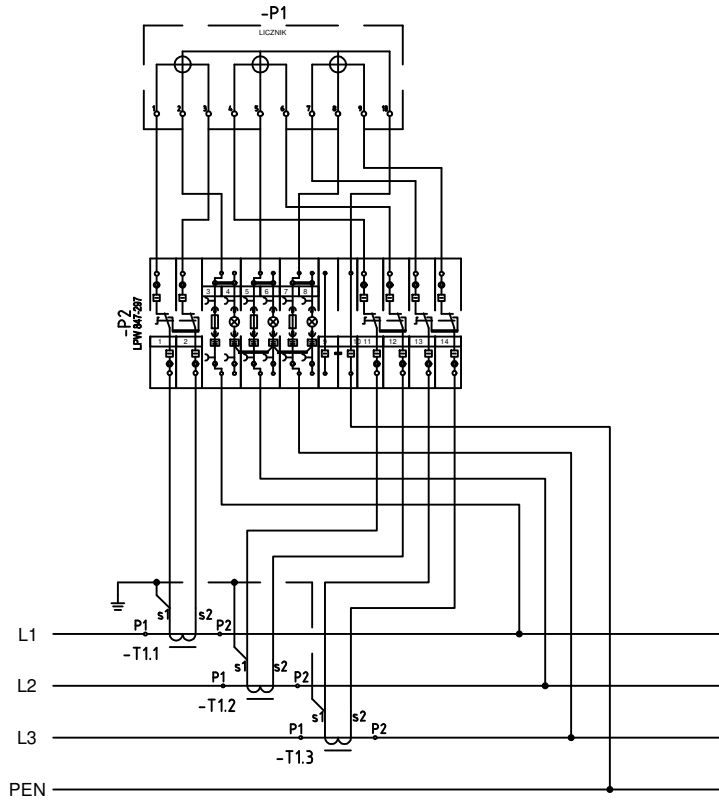 -P1
LICZNIK
1 2 3 4 5 6 7 8 9 10
-P2
LPW 847-297
3 4 5 6 7 8
1 2 9 10 11 12 13 14
s1 s2
L1 P1 P2
-T1.1
s1 s2
L2 P1 P2
-T1.2
s1 s2
L3 P1 P2
-T1.3
PEN